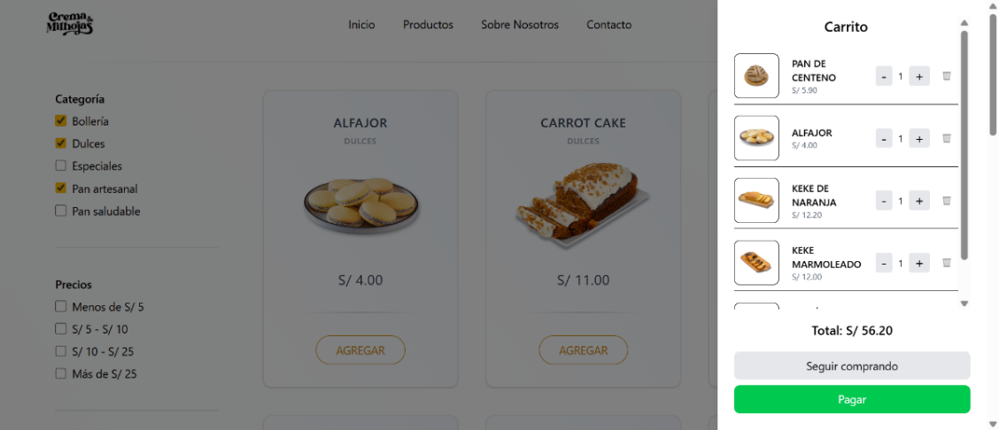 Crema &
Milhojas
Inicio
Productos
Sobre Nosotros
Contacto
Categoría
Bollería
Dulces
Especiales
Pan artesanal
Pan saludable
Precios
Menos de S/ 5
S/ 5 - S/ 10
S/ 10 - S/ 25
Más de S/ 25
ALFAJOR
DULCES
S/ 4.00
AGREGAR
CARROT CAKE
DULCES
S/ 11.00
AGREGAR
Carrito
PAN DE
CENTENO
S/ 5.90
- 1 +
ALFAJOR
S/ 4.00
- 1 +
KEKE DE
NARANJA
S/ 12.20
- 1 +
KEKE
MARMOLEADO
S/ 12.00
- 1 +
Total: S/ 56.20
Seguir comprando
Pagar